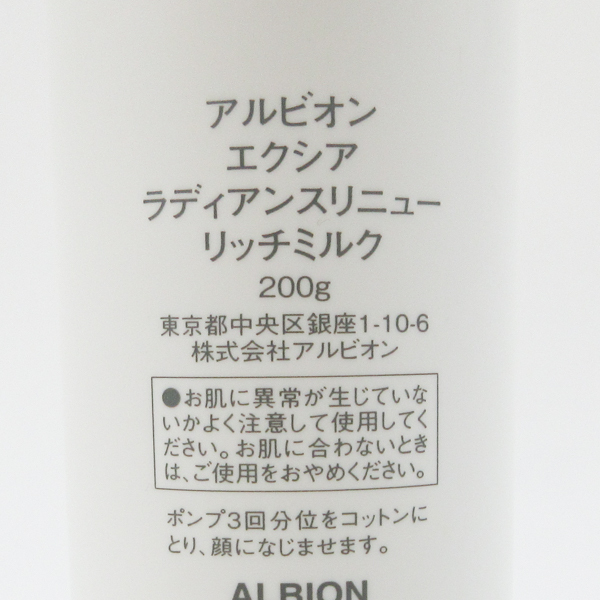 アルビオン
エクシア
ラディアンスリニュー
リッチミルク
200g
東京都中央区銀座1-10-6
株式会社アルビオン
●お肌に異常が生じていな
いかよく注意して使用してく
ださい。お肌に合わないとき
は、ご使用をおやめください。
ポンプ3回分位をコットンに
とり、顔になじませます。
ALBION